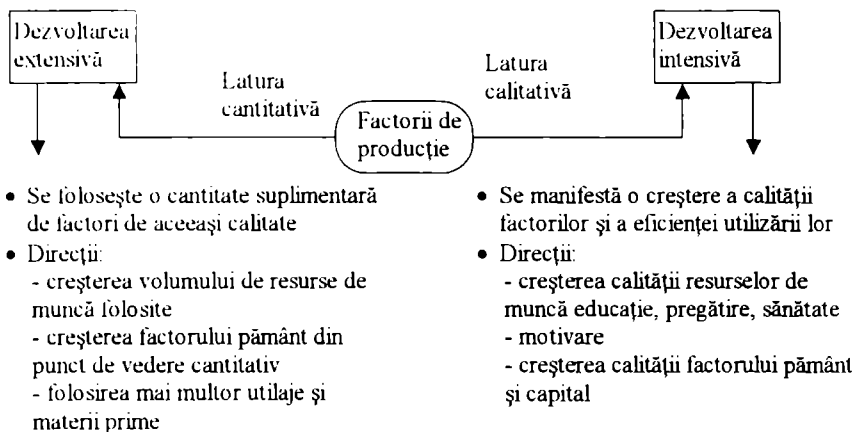 Dezvoltarea
extensivă
Latura
cantitativă
Factorii de
producție
Latura
calitativă
Dezvoltarea
intensivă
• Se folosește o cantitate suplimentară
de factori de aceeași calitate
• Direcții:
- creșterea volumului de resurse de
muncă folosite
- creșterea factorului pământ din
punct de vedere cantitativ
- folosirea mai multor utilaje și
materii prime
• Se manifestă o creștere a calității
factorilor și a eficienței utilizării lor
• Direcții:
- creșterea calității resurselor de
muncă educație, pregătire, sănătate
- motivare
- creșterea calității factorului pământ
și capital